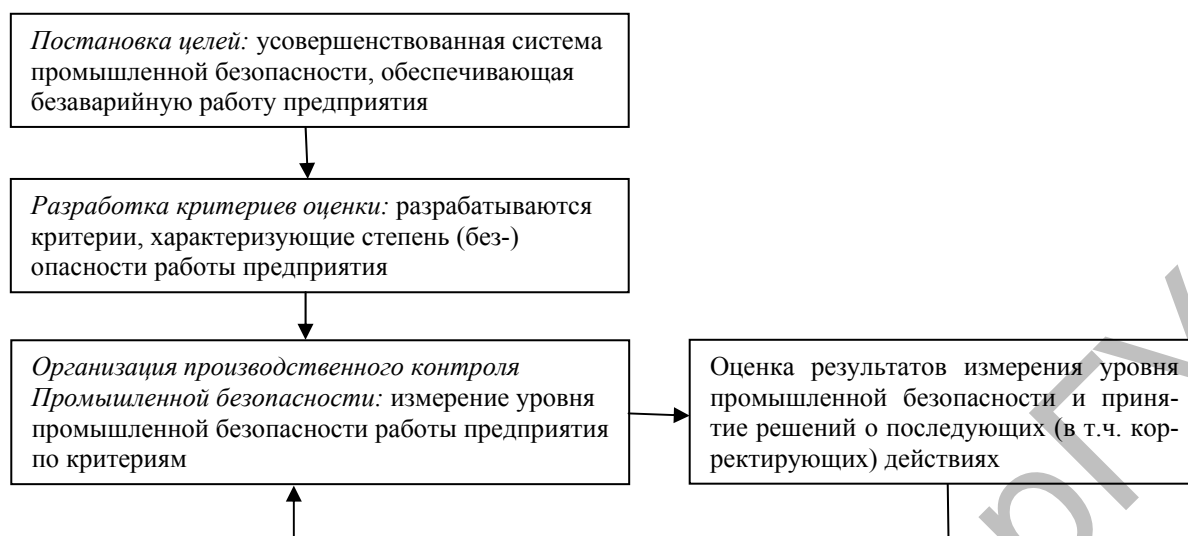 Постановка целей: усовершенствованная система
промышленной безопасности, обеспечивающая
безаварийную работу предприятия
Разработка критериев оценки: разрабатываются
критерии, характеризующие степень (без-)
опасности работы предприятия
Организация производственного контроля
Промышленной безопасности: измерение уровня
промышленной безопасности работы предприятия
по критериям
Оценка результатов измерения уровня
промышленной безопасности и приня-
тие решений о последующих (в т.ч. кор-
ректирующих) действиях
рГУ